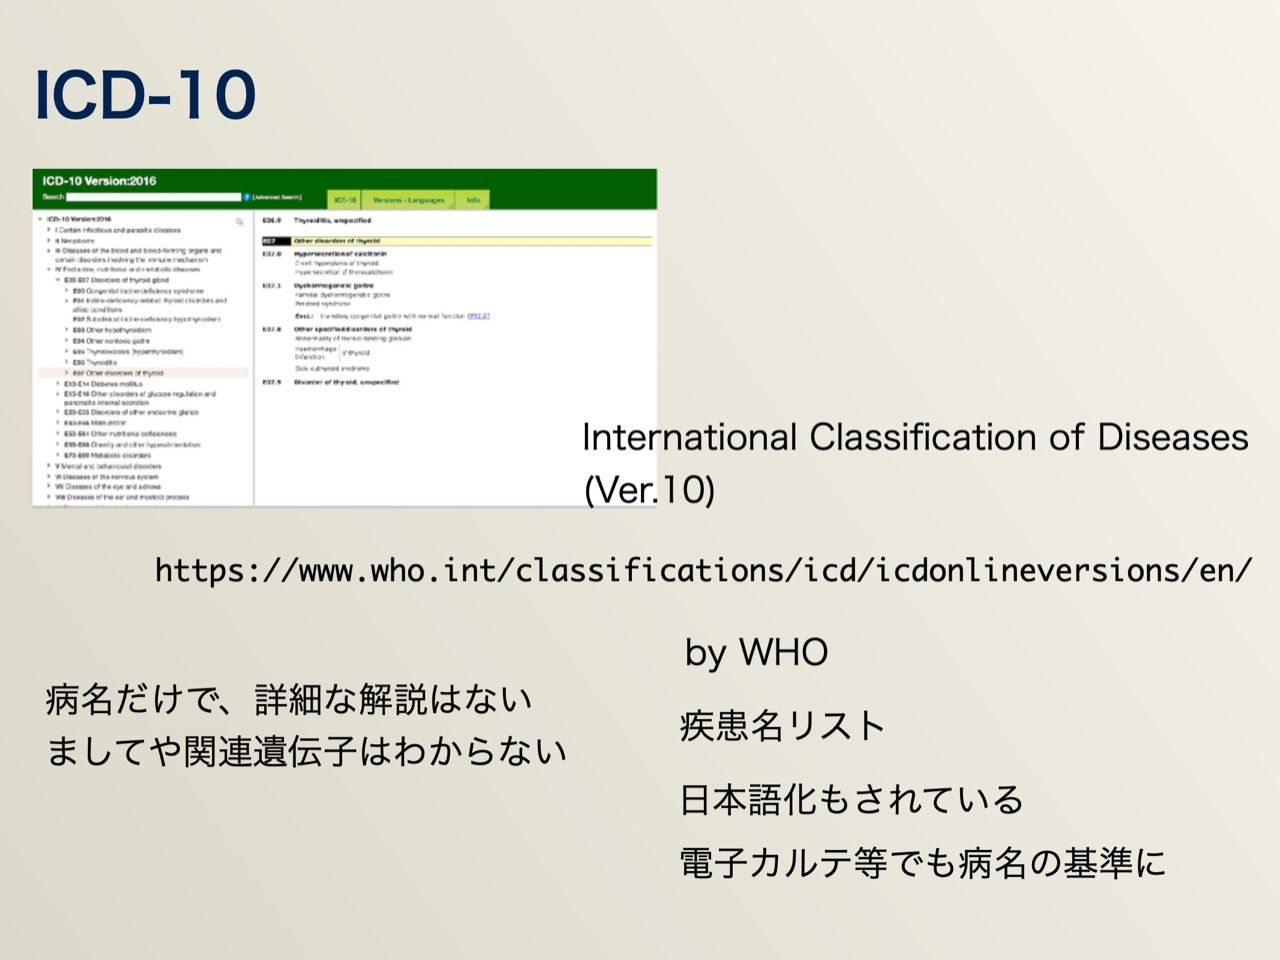 ICD-10
ICD-10 Version:2016
Search
[Advanced Search]
ICD-10
Versions - Languages
Info
ICD-10 Version:2016
I Certain infectious and parasitic diseases
II Neoplasms
III Diseases of the blood and blood-forming organs and
certain disorders involving the immune mechanism
IV Endocrine, nutritional and metabolic diseases
E00-E07 Disorders of thyroid gland
E00 Congenital iodine-deficiency syndrome
E01 Iodine-deficiency-related thyroid disorders and
allied conditions
E02 Subclinical iodine-deficiency hypothyroidism
E03 Other hypothyroidism
E04 Other nontoxic goitre
E05 Thyrotoxicosis [hyperthyroidism]
E06 Thyroiditis
E07 Other disorders of thyroid
E10-E14 Diabetes mellitus
E15-E16 Other disorders of glucose regulation and
pancreatic internal secretion
E20-E35 Disorders of other endocrine glands
E40-E46 Malnutrition
E50-E64 Other nutritional deficiencies
E65-E68 Obesity and other hyperalimentation
E70-E90 Metabolic disorders
V Mental and behavioural disorders
VI Diseases of the nervous system
VII Diseases of the eye and adnexa
VIII Diseases of the ear and mastoid process
E06.9 Thyroiditis, unspecified
E07 Other disorders of thyroid
E07.0 Hypersecretion of calcitonin
C-cell hyperplasia of thyroid
Hypersecretion of thyrocalcitonin
E07.1 Dyshormogenetic goitre
Familial dyshormogenetic goitre
Pendred syndrome
Excl.: transitory congenital goitre with normal function (P72.0)
E07.8 Other specified disorders of thyroid
Abnormality of thyroid-binding globulin
Haemorrhage
Infarction
of thyroid
Sick euthyroid syndrome
E07.9 Disorder of thyroid, unspecified
International Classification of Diseases
(Ver.10)
https://www.who.int/classifications/icd/icdonlineversions/en/
病名だけで、詳細な解説はない
ましてや関連遺伝子はわからない
by WHO
疾患名リスト
日本語化もされている
電子カルテ等でも病名の基準に